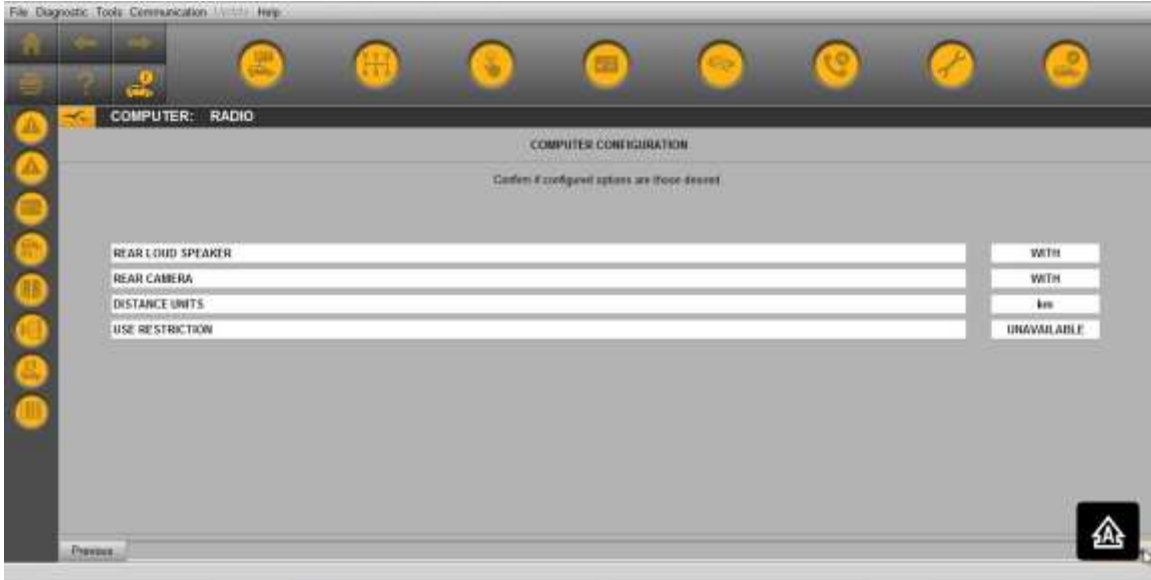 File Diagnostic Tools Communication Update Help
COMPUTER: RADIO
COMPUTER CONFIGURATION
Confirm if configured options are those desired
REAR LOUD SPEAKER WITH
REAR CAMERA WITH
DISTANCE UNITS km
USE RESTRICTION UNAVAILABLE
Previous
A